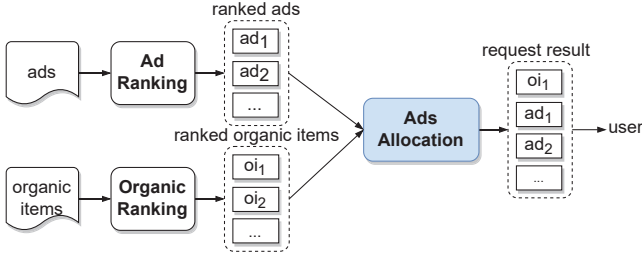 ranked ads
ads
Ad
Ranking
ad1
ad2
...
ranked organic items
organic
items
Organic
Ranking
oi1
oi2
...
Ads
Allocation
request result
oi1
ad1
ad2
...
user